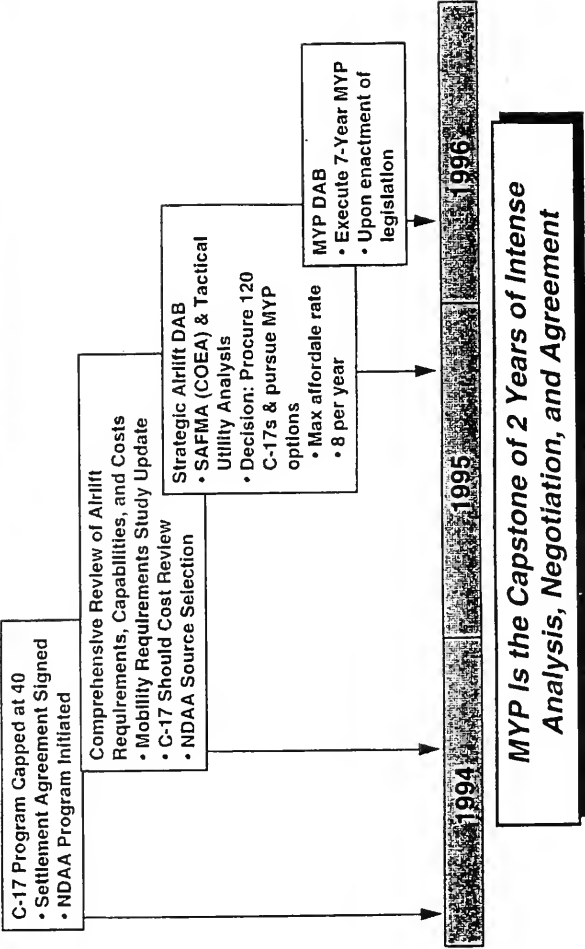 C-17 Program Capped at 40
• Settlement Agreement Signed
• NDAA Program Initiated
Comprehensive Review of Airlift
Requirements, Capabilities, and Costs
• Mobility Requirements Study Update
• C-17 Should Cost Review
• NDAA Source Selection
Strategic Airlift DAB
• SAFMA (COEA) & Tactical
Utility Analysis
• Decision: Procure 120
C-17s & pursue MYP
options
• Max affordale rate
• 8 per year
MYP DAB
• Execute 7-Year MYP
• Upon enactment of
legislation
1994
1995
1996
MYP Is the Capstone of 2 Years of Intense
Analysis, Negotiation, and Agreement